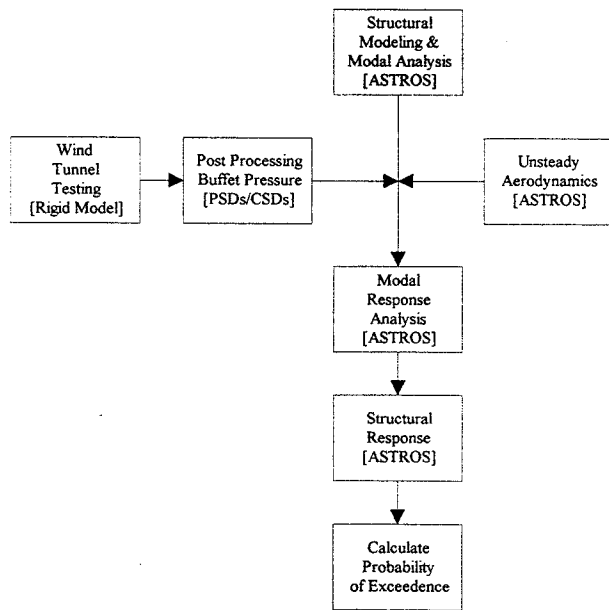 Structural
Modeling &
Modal Analysis
[ASTROS]
Wind
Tunnel
Testing
[Rigid Model]
Post Processing
Buffet Pressure
[PSDs/CSDs]
Unsteady
Aerodynamics
[ASTROS]
Modal
Response
Analysis
[ASTROS]
Structural
Response
[ASTROS]
Calculate
Probability
of Exceedence